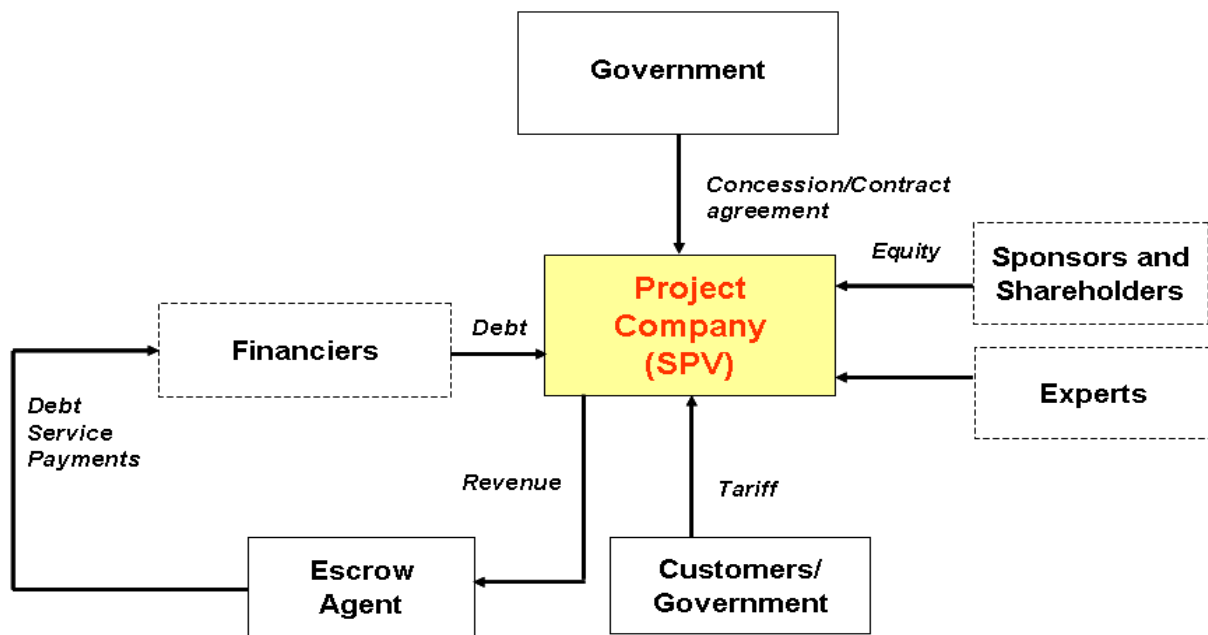 Government
Concession/Contract
agreement
Equity
Sponsors and
Shareholders
Project
Company
(SPV)
Debt
Financiers
Experts
Debt
Service
Payments
Revenue
Tariff
Escrow
Agent
Customers/
Government